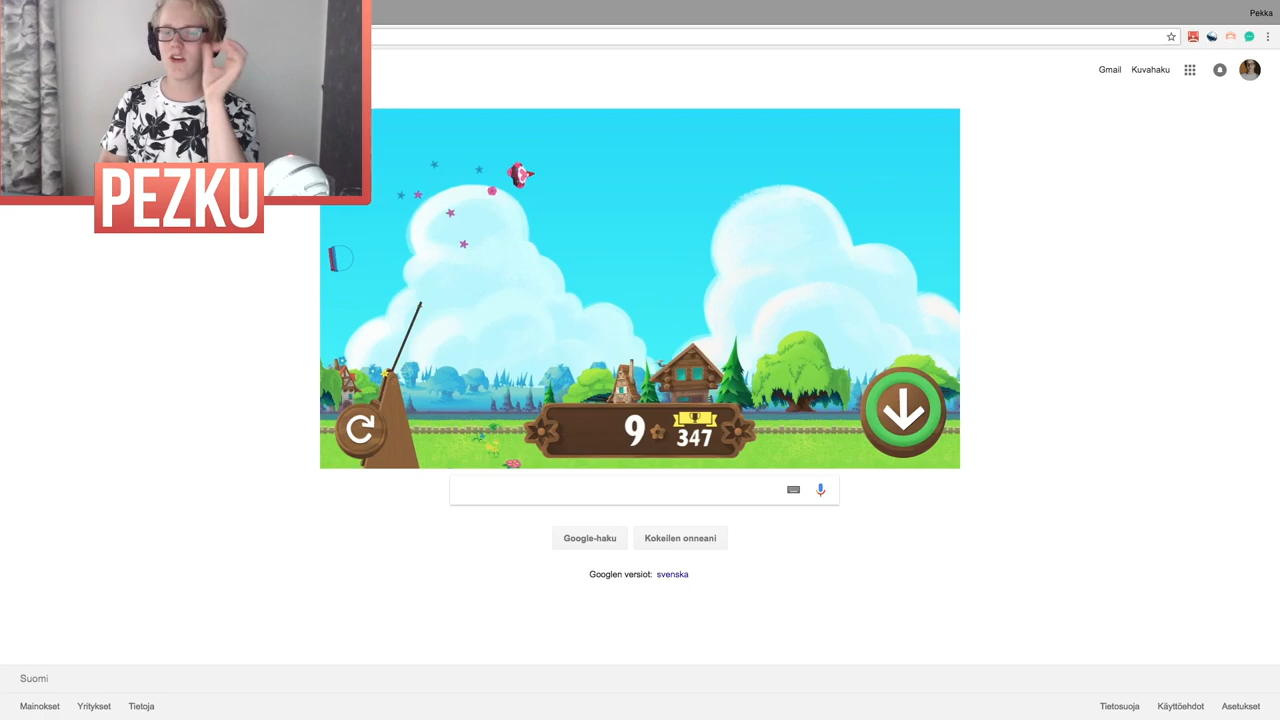 Pekka
Gmail Kuvahaku
PEZKU
9
347
Google-haku Kokeilen onneani
Googlen versiot: svenska
Suomi
Mainokset Yritykset Tietoja
Tietosuoja Käyttöehdot Asetukset